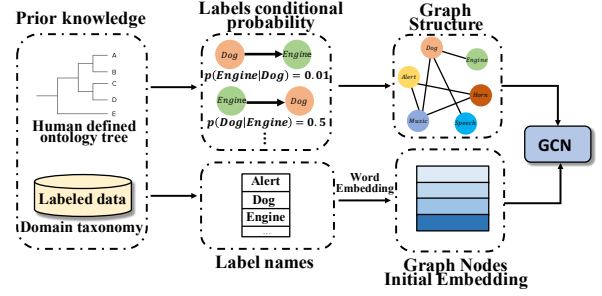 Prior knowledge
A
B
C
D
E
Human defined
ontology tree
Labeled data
Domain taxonomy
Labels conditional
probability
Dog
Engine
p(Engine|Dog) = 0.01
Engine
Dog
p(Dog|Engine) = 0.5
⋮
Label names
Alert
Dog
Engine
...
Word
Embedding
Graph
Structure
Dog
Engine
Alert
Horn
Music
Speech
Graph Nodes
Initial Embedding
GCN